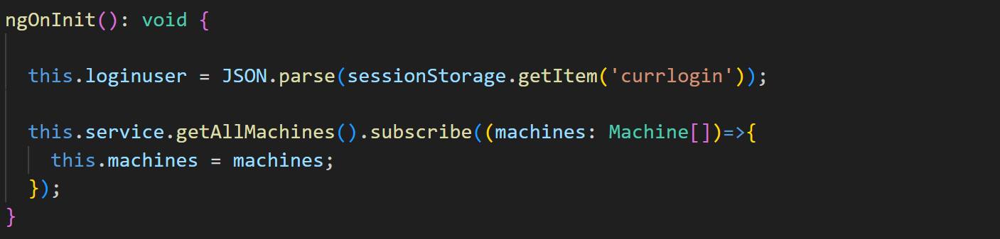 ngOnInit(): void {
this.loginuser = JSON.parse(sessionStorage.getItem('currlogin'));
this.service.getAllMachines().subscribe((machines: Machine[])=>{
this.machines = machines;
});
}